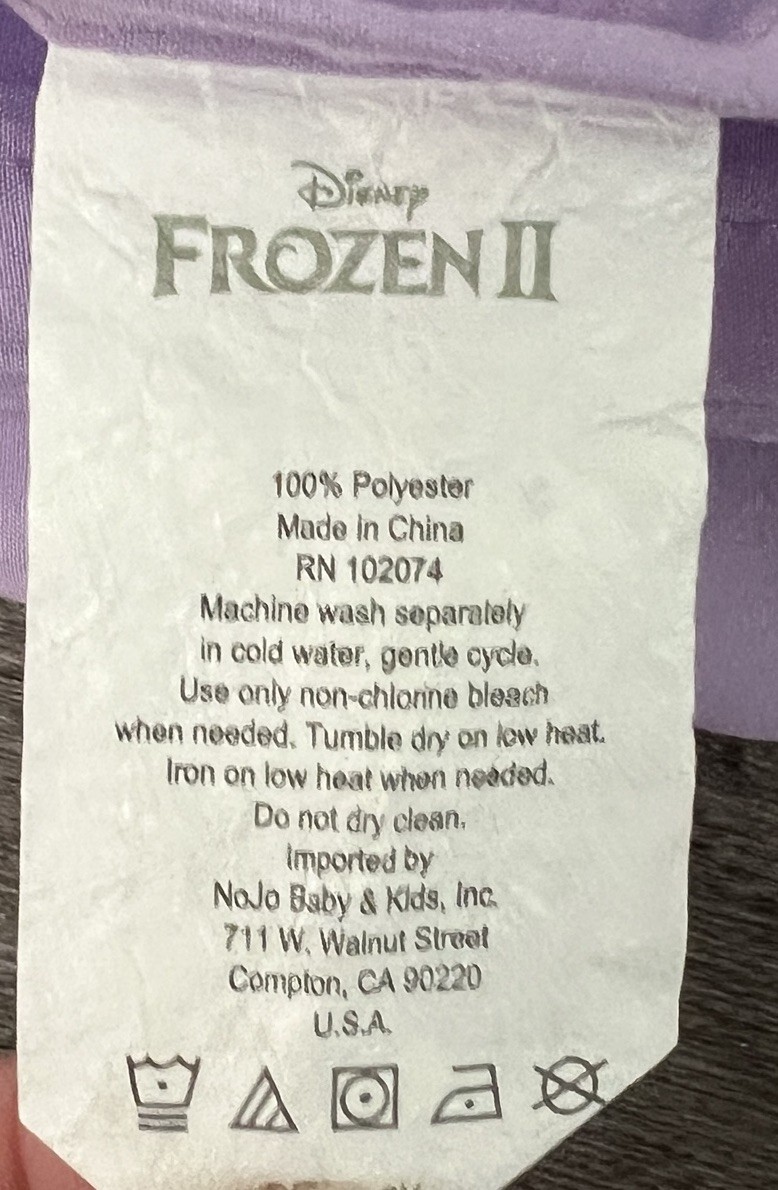 Disney
FROZEN II
100% Polyester
Made in China
RN 102074
Machine wash separately
in cold water, gentle cycle.
Use only non-chlorine bleach
when needed. Tumble dry on low heat.
Iron on low heat when needed.
Do not dry clean.
Imported by
NoJo Baby & Kids, Inc.
711 W. Walnut Street
Compton, CA 90220
U.S.A.